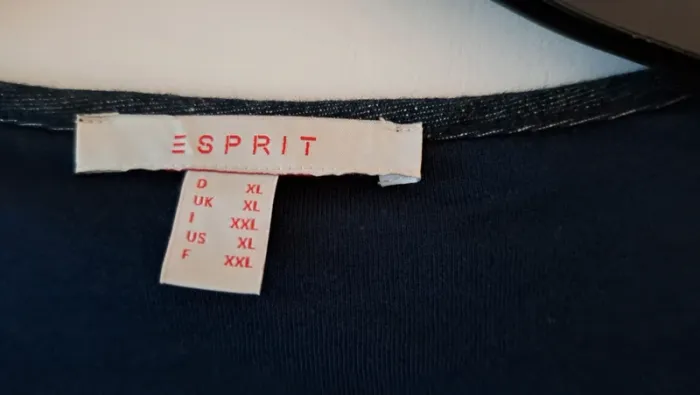 ESPRIT
D XL
UK XL
I XXL
US XL
F XXL